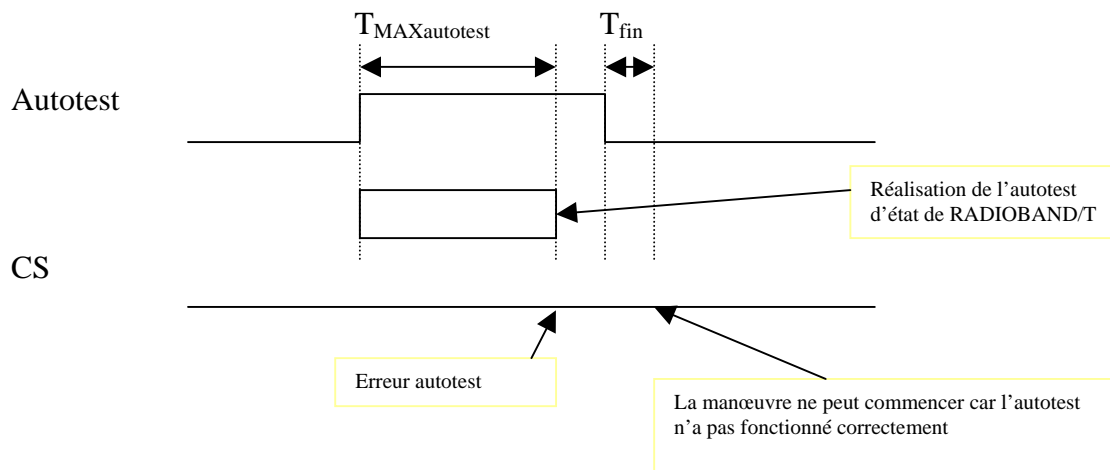 TMAXautotest
Tfin
Autotest
Réalisation de l’autotest
d’état de RADIOBAND/T
CS
Erreur autotest
La manœuvre ne peut commencer car l’autotest
n’a pas fonctionné correctement